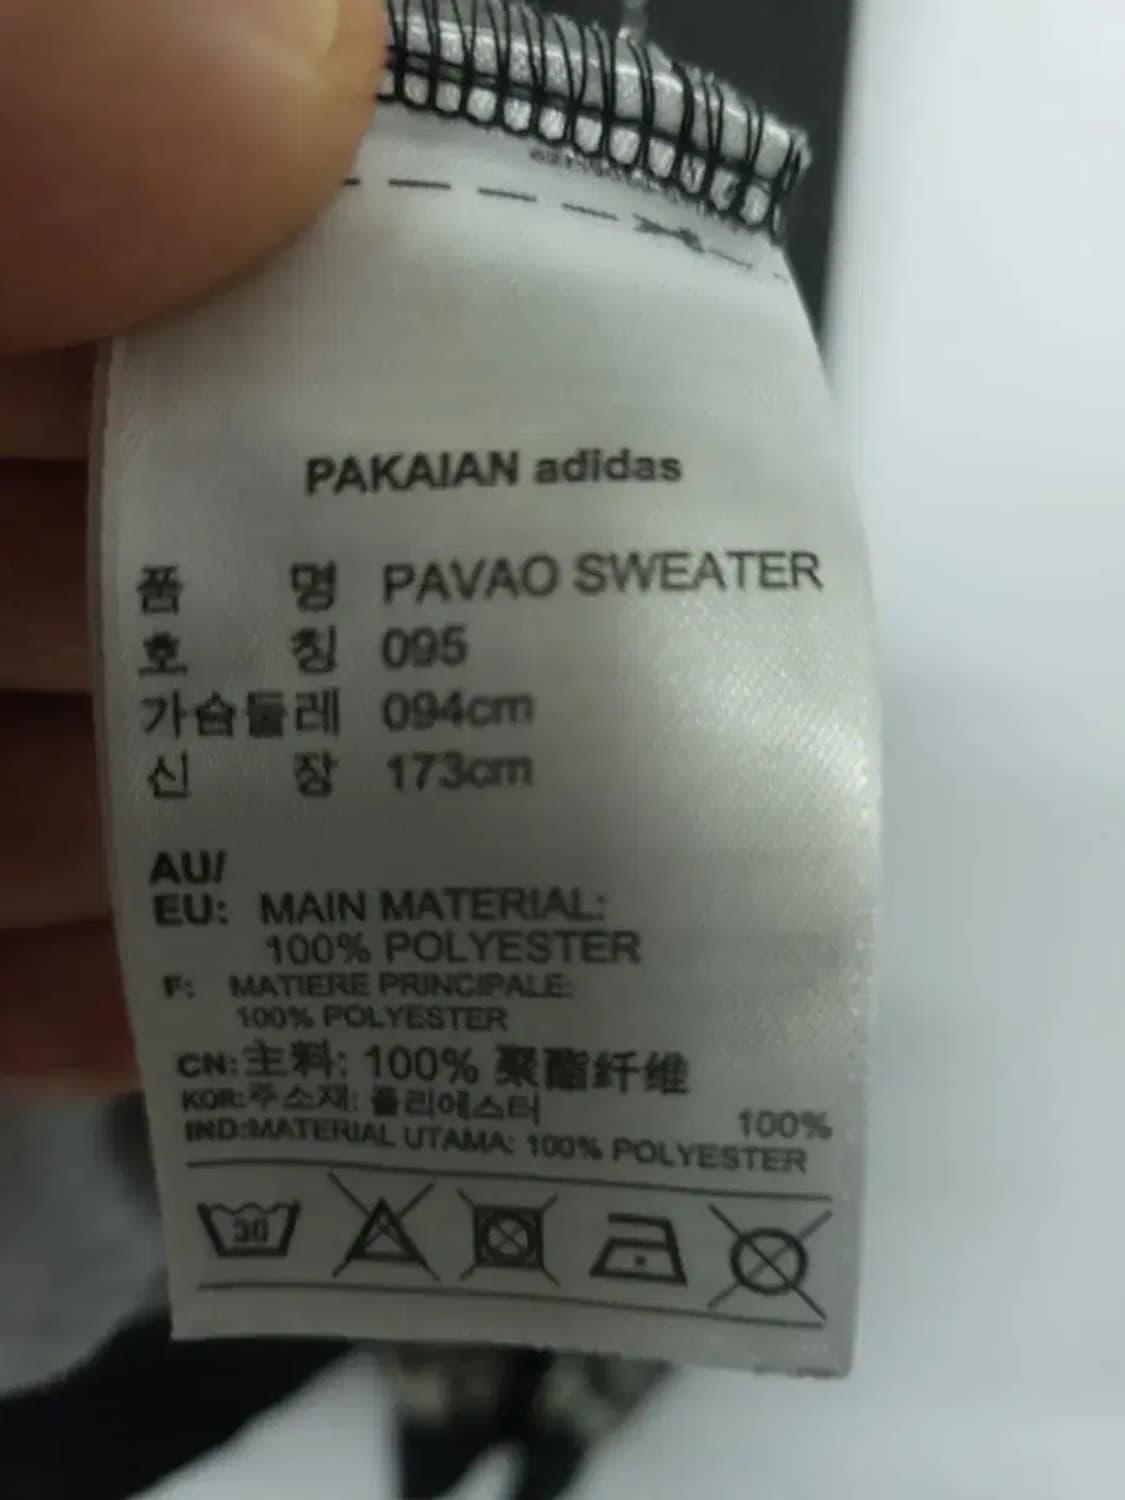 PAKAIAN adidas
품 명 PAVAO SWEATER
호 칭 095
가슴둘레 094cm
신 장 173cm
AU/
EU: MAIN MATERIAL:
100% POLYESTER
F: MATIERE PRINCIPALE:
100% POLYESTER
CN:主料: 100% 聚酯纤维
KOR:주소재: 폴리에스터 100%
IND:MATERIAL UTAMA: 100% POLYESTER
30